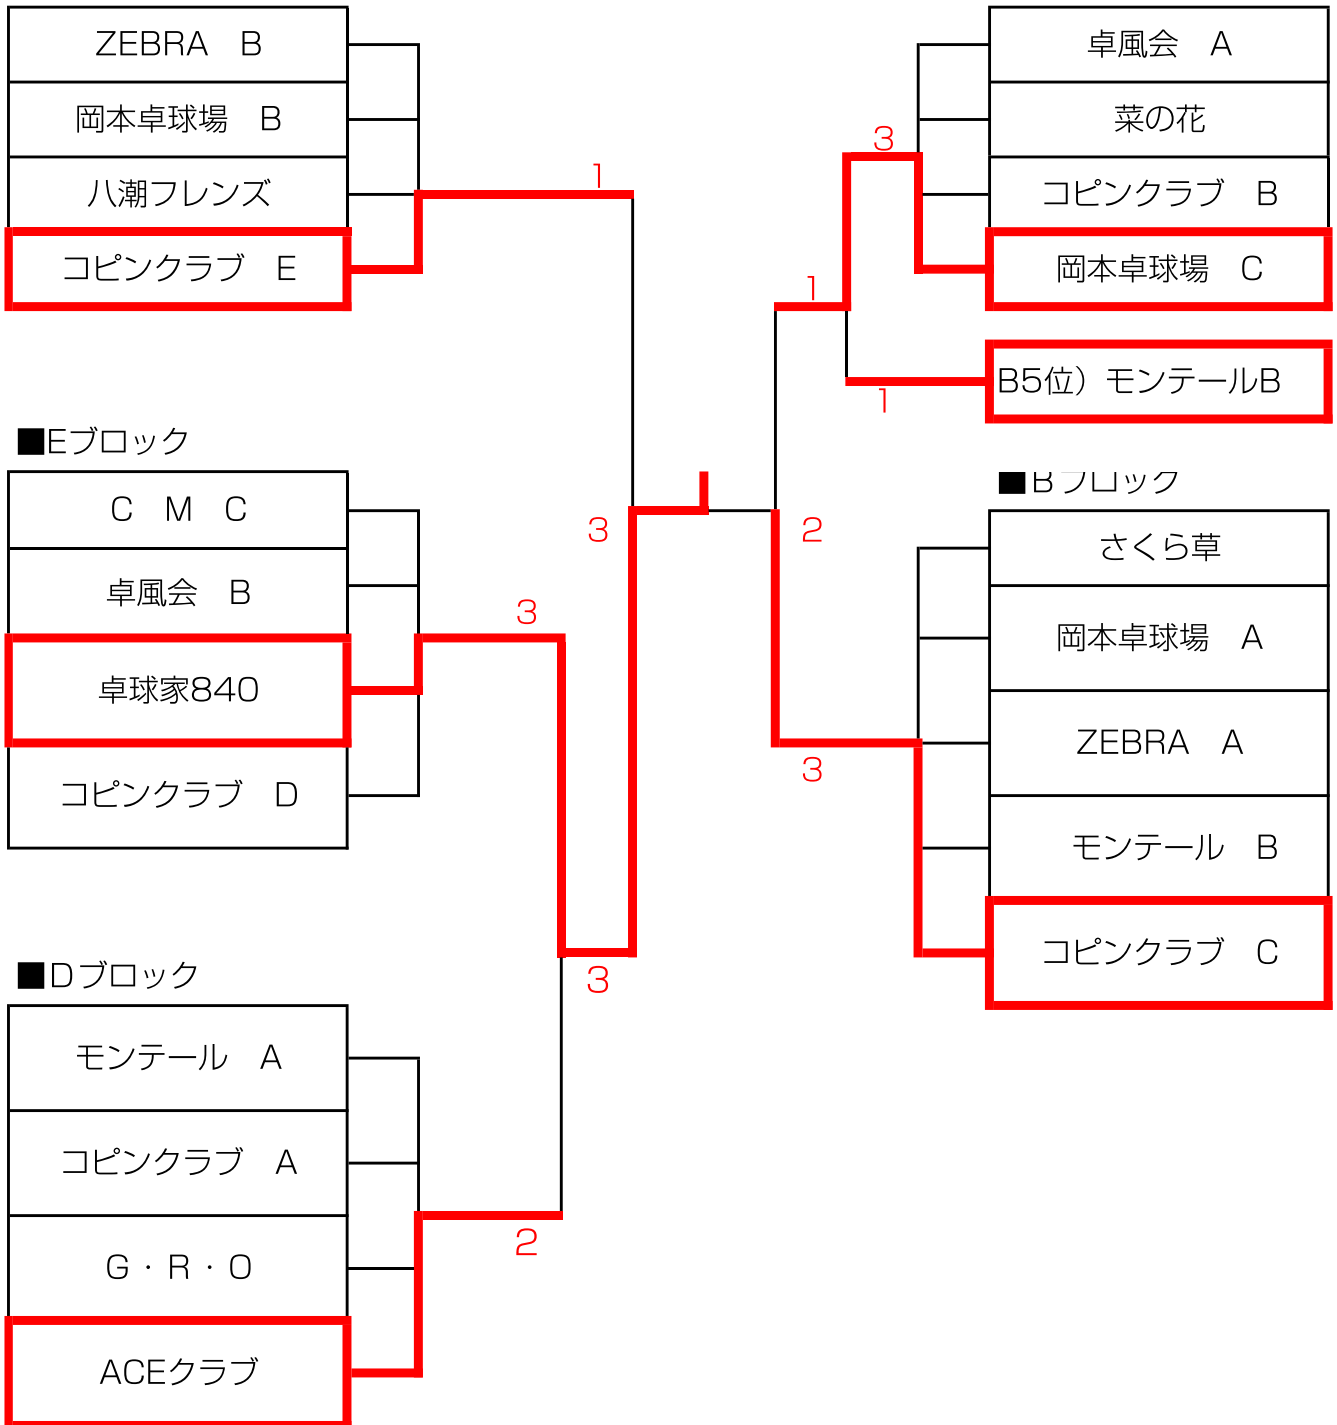 ZEBRA　B
岡本卓球場　B
八潮フレンズ
コピンクラブ　E
1
■Eブロック
C　M　C
卓風会　B
卓球家840
コピンクラブ　D
3
3
3
■Dブロック
モンテール　A
コピンクラブ　A
G・R・O
ACEクラブ
2
卓風会　A
菜の花
コピンクラブ　B
岡本卓球場　C
3
1
B5位）モンテールB
1
■Bブロック
さくら草
岡本卓球場　A
ZEBRA　A
モンテール　B
コピンクラブ　C
2
3